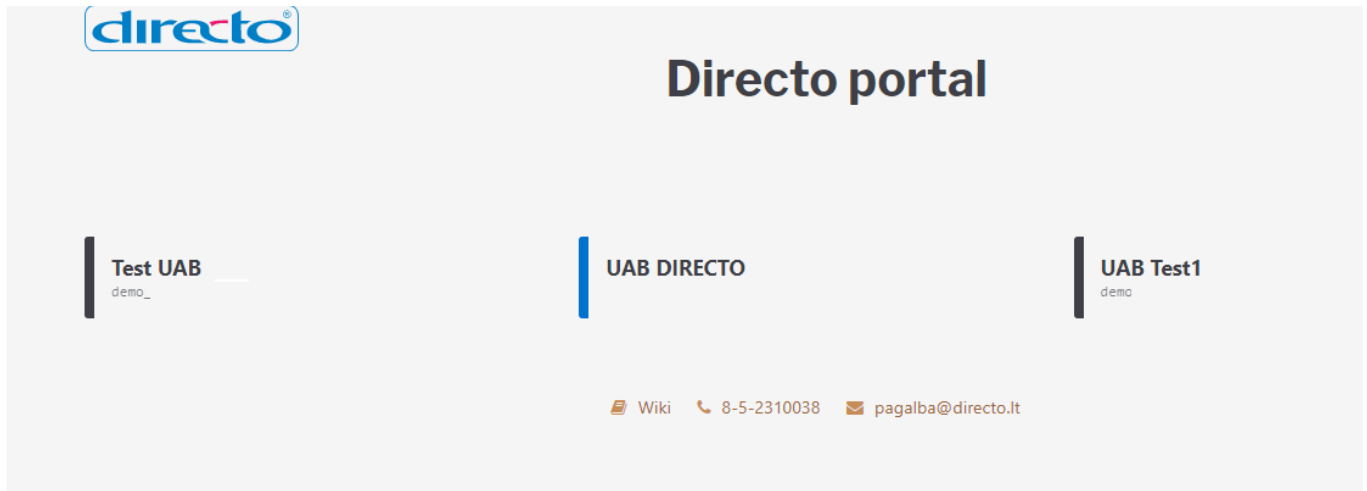 directo®
Directo portal
Test UAB
demo_
UAB DIRECTO
UAB Test1
demo
Wiki 8-5-2310038 pagalba@directo.lt